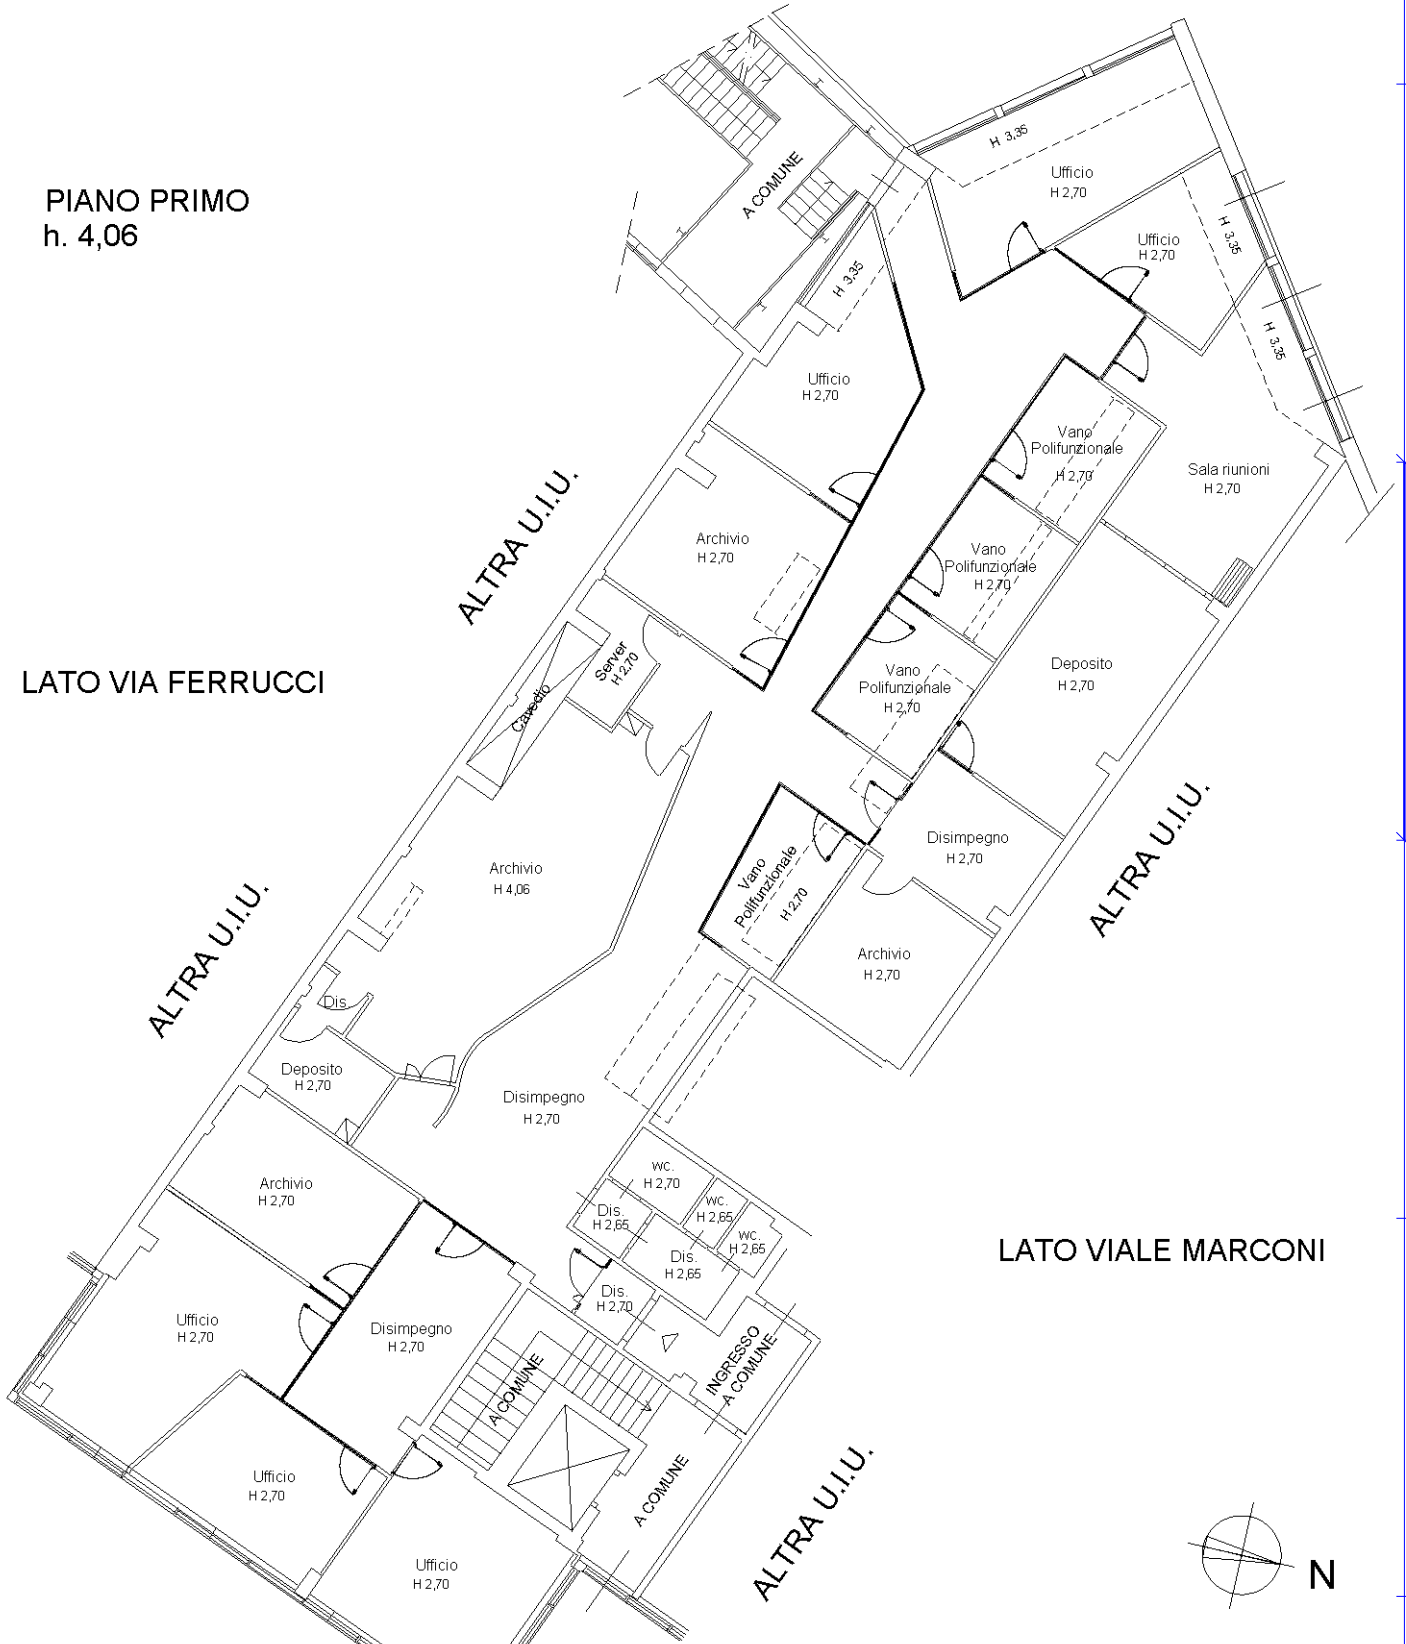 PIANO PRIMO
h. 4,06
A COMUNE
H 3,35
Ufficio
H 2,70
Ufficio
H 2,70
H 3,35
H 3,35
H 3,35
Ufficio
H 2,70
Vano
Polifunzionale
H 2,70
Sala riunioni
H 2,70
ALTRA U.I.U.
Archivio
H 2,70
Vano
Polifunzionale
H 2,70
LATO VIA FERRUCCI
Server
H 2,70
Cavedio
Vano
Polifunzionale
H 2,70
Deposito
H 2,70
Archivio
H 4,06
Vano
Polifunzionale
H 2,70
Disimpegno
H 2,70
ALTRA U.I.U.
ALTRA U.I.U.
Archivio
H 2,70
Dis.
Deposito
H 2,70
Disimpegno
H 2,70
Archivio
H 2,70
WC.
H 2,70
WC.
H 2,65
WC.
H 2,65
Dis.
H 2,65
Dis.
H 2,65
Dis.
H 2,70
LATO VIALE MARCONI
Ufficio
H 2,70
Disimpegno
H 2,70
A COMUNE
INGRESSO
A COMUNE
Ufficio
H 2,70
A COMUNE
ALTRA U.I.U.
Ufficio
H 2,70
N